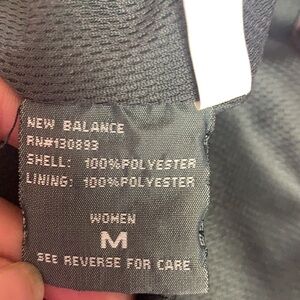 NEW BALANCE
RN#130893
SHELL: 100%POLYESTER
LINING: 100%POLYESTER
WOMEN
M
SEE REVERSE FOR CARE